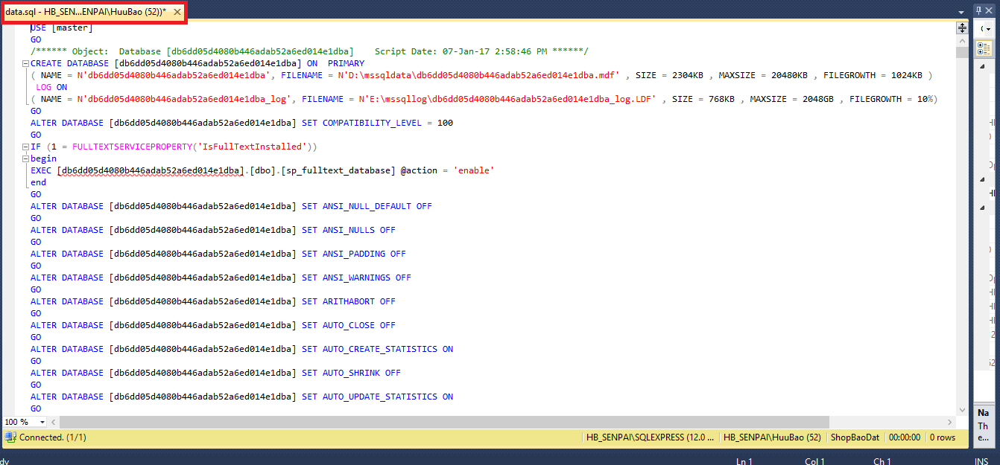 data.sql - HB_SEN...ENPAI\HuuBao (52))*
USE [master]
GO
/****** Object:  Database [db6dd05d4080b446adab52a6ed014e1dba]    Script Date: 07-Jan-17 2:58:46 PM ******/
CREATE DATABASE [db6dd05d4080b446adab52a6ed014e1dba] ON  PRIMARY
( NAME = N'db6dd05d4080b446adab52a6ed014e1dba', FILENAME = N'D:\mssqldata\db6dd05d4080b446adab52a6ed014e1dba.mdf' , SIZE = 2304KB , MAXSIZE = 20480KB , FILEGROWTH = 1024KB )
LOG ON
( NAME = N'db6dd05d4080b446adab52a6ed014e1dba_log', FILENAME = N'E:\mssqllog\db6dd05d4080b446adab52a6ed014e1dba_log.LDF' , SIZE = 768KB , MAXSIZE = 2048GB , FILEGROWTH = 10%)
GO
ALTER DATABASE [db6dd05d4080b446adab52a6ed014e1dba] SET COMPATIBILITY_LEVEL = 100
GO
IF (1 = FULLTEXTSERVICEPROPERTY('IsFullTextInstalled'))
begin
EXEC [db6dd05d4080b446adab52a6ed014e1dba].[dbo].[sp_fulltext_database] @action = 'enable'
end
GO
ALTER DATABASE [db6dd05d4080b446adab52a6ed014e1dba] SET ANSI_NULL_DEFAULT OFF
GO
ALTER DATABASE [db6dd05d4080b446adab52a6ed014e1dba] SET ANSI_NULLS OFF
GO
ALTER DATABASE [db6dd05d4080b446adab52a6ed014e1dba] SET ANSI_PADDING OFF
GO
ALTER DATABASE [db6dd05d4080b446adab52a6ed014e1dba] SET ANSI_WARNINGS OFF
GO
ALTER DATABASE [db6dd05d4080b446adab52a6ed014e1dba] SET ARITHABORT OFF
GO
ALTER DATABASE [db6dd05d4080b446adab52a6ed014e1dba] SET AUTO_CLOSE OFF
GO
ALTER DATABASE [db6dd05d4080b446adab52a6ed014e1dba] SET AUTO_CREATE_STATISTICS ON
GO
ALTER DATABASE [db6dd05d4080b446adab52a6ed014e1dba] SET AUTO_SHRINK OFF
GO
ALTER DATABASE [db6dd05d4080b446adab52a6ed014e1dba] SET AUTO_UPDATE_STATISTICS ON
GO
100 %
Connected. (1/1)
HB_SENPAI\SQLEXPRESS (12.0 ...
HB_SENPAI\HuuBao (52)
ShopBaoDat
00:00:00
0 rows
Na
Th
e...
Ln 1
Col 1
Ch 1
INS